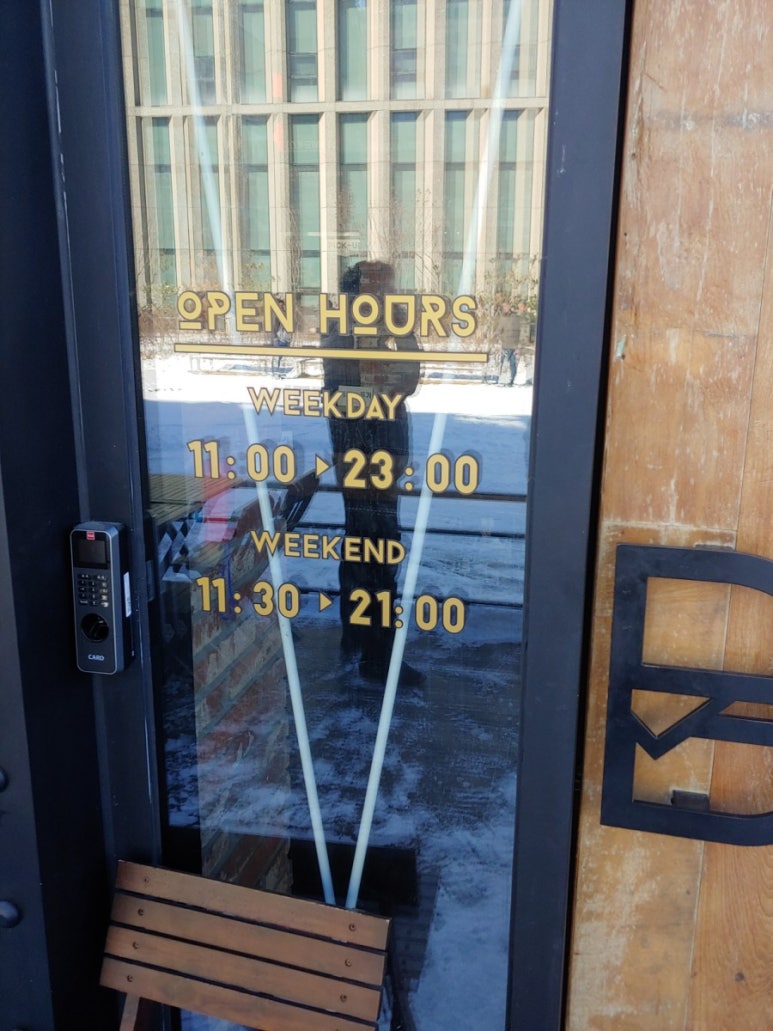 OPEN HOURS
WEEKDAY
11:00 ▸ 23:00
WEEKEND
11:30 ▸ 21:00
CARD